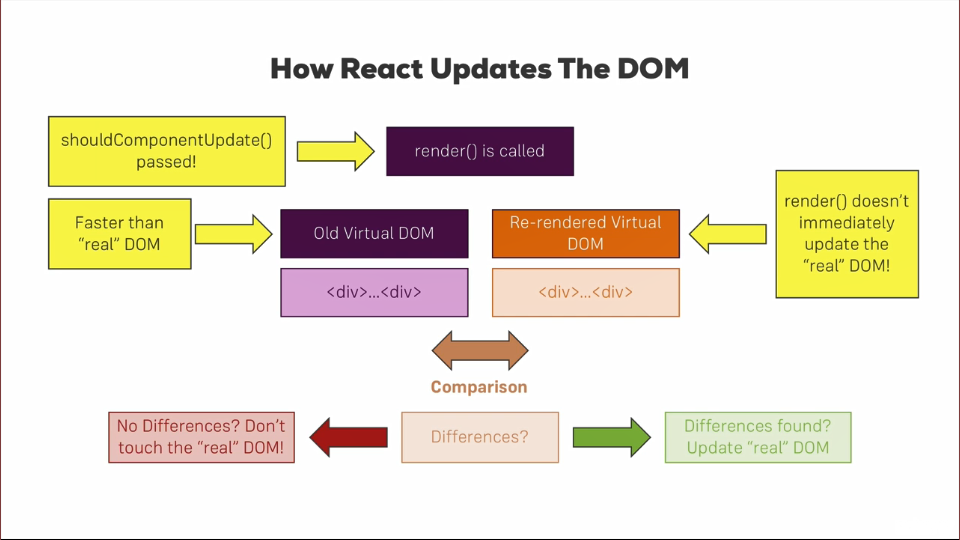 How React Updates The DOM
shouldComponentUpdate()
passed!
render() is called
Faster than
“real” DOM
Old Virtual DOM
Re-rendered Virtual
DOM
render() doesn’t
immediately
update the
“real” DOM!
<div>...<div>
<div>...<div>
Comparison
No Differences? Don’t
touch the “real” DOM!
Differences?
Differences found?
Update “real” DOM